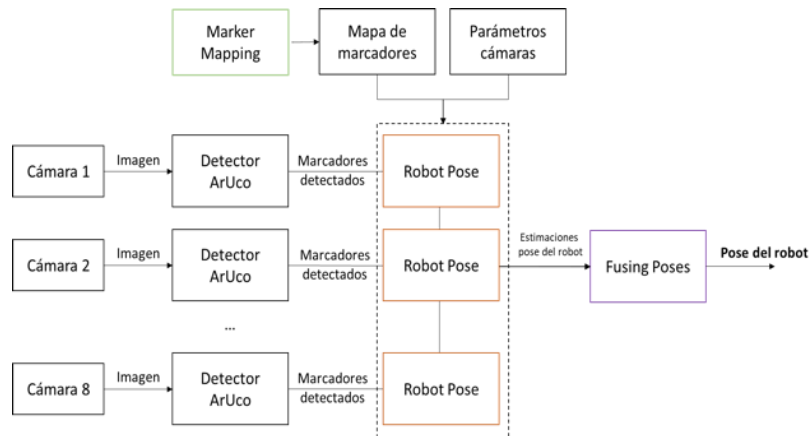 Marker
Mapping
Mapa de
marcadores
Parámetros
cámaras
Cámara 1
Imagen
Detector
ArUco
Marcadores
detectados
Robot Pose
Cámara 2
Imagen
Detector
ArUco
Marcadores
detectados
Robot Pose
Estimaciones
pose del robot
Fusing Poses
Pose del robot
...
Cámara 8
Imagen
Detector
ArUco
Marcadores
detectados
Robot Pose